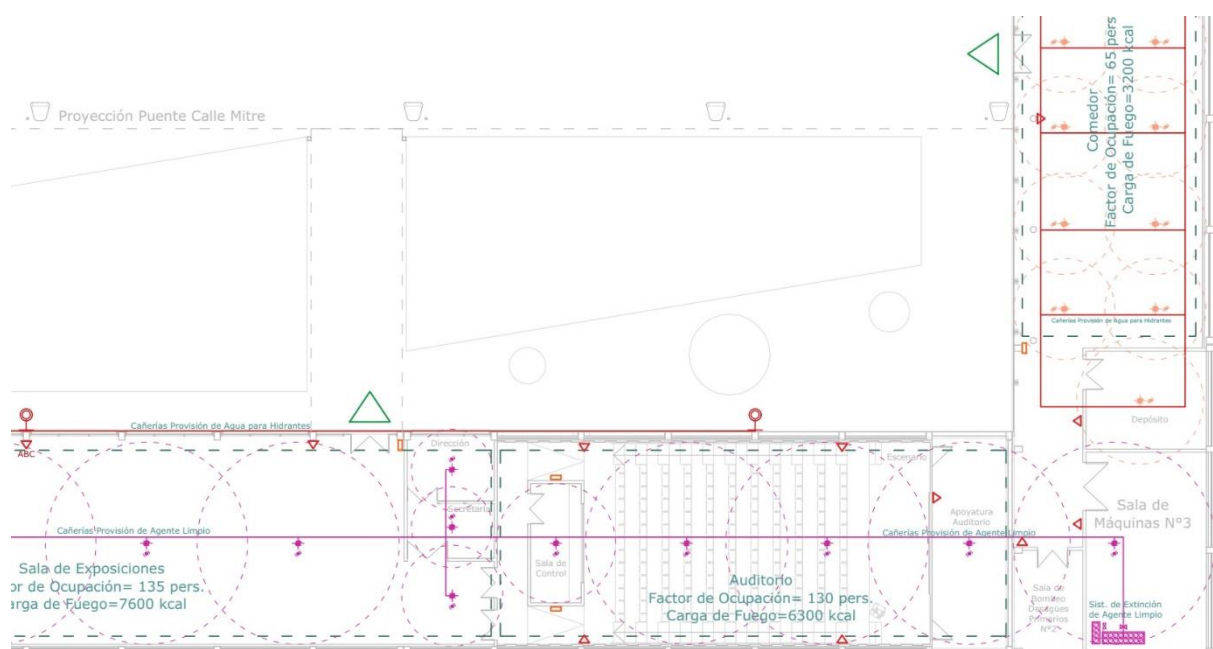 Proyección Puente Calle Mitre
Comedor
Factor de Ocupación= 65 pers
Carga de Fuego=3200 kcal
Cañerías Provisión de Agua para Hidrantes
Depósito
Cañerías Provisión de Agua para Hidrantes
ABC
Dirección
Secretaria
Escenario
Sala de
Máquinas Nº3
Apoyatura
Auditorio
Cañerías Provisión de Agente Limpio
Cañerías Provisión de Agente Limpio
Sala de
Control
Sala de Exposiciones
or de Ocupación= 135 pers.
arga de Fuego=7600 kcal
Auditorio
Factor de Ocupación= 130 pers.
Carga de Fuego=6300 kcal
Sala de
Bombeo
Desagües
Primarios
Nº2
Sist. de Extinción
de Agente Limpio